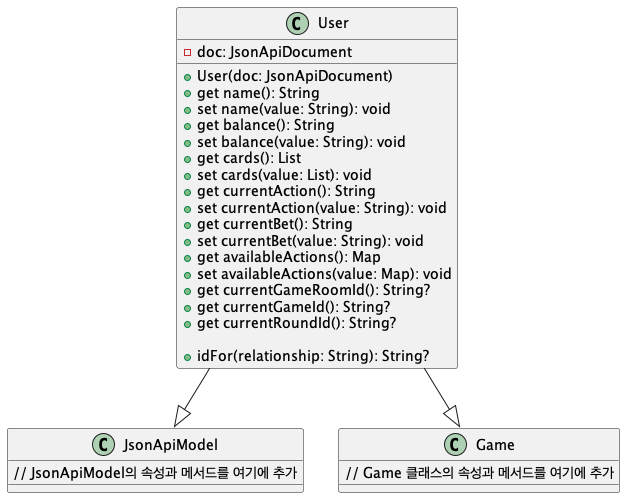 C User
doc: JsonApiDocument
User(doc: JsonApiDocument)
get name(): String
set name(value: String): void
get balance(): String
set balance(value: String): void
get cards(): List
set cards(value: List): void
get currentAction(): String
set currentAction(value: String): void
get currentBet(): String
set currentBet(value: String): void
get availableActions(): Map
set availableActions(value: Map): void
get currentGameRoomId(): String?
get currentGameId(): String?
get currentRoundId(): String?
idFor(relationship: String): String?
C JsonApiModel
// JsonApiModel의 속성과 메서드를 여기에 추가
C Game
// Game 클래스의 속성과 메서드를 여기에 추가